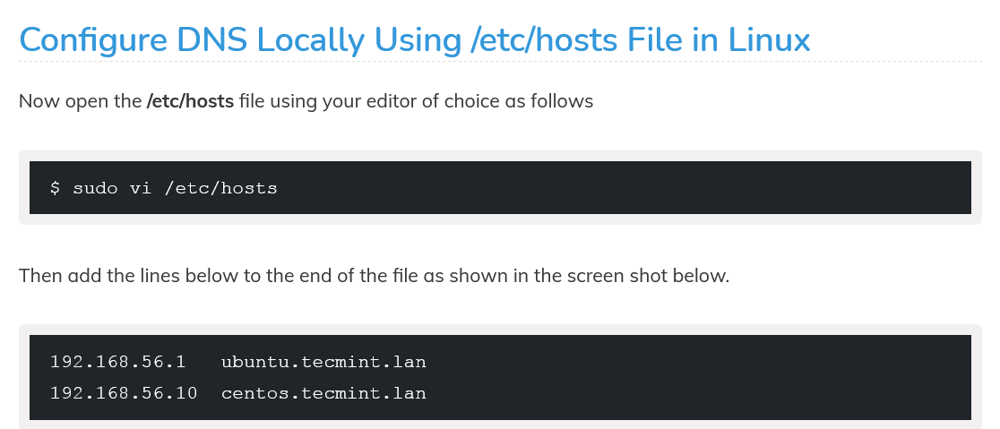 Configure DNS Locally Using /etc/hosts File in Linux
Now open the /etc/hosts file using your editor of choice as follows
$ sudo vi /etc/hosts
Then add the lines below to the end of the file as shown in the screen shot below.
192.168.56.1   ubuntu.tecmint.lan
192.168.56.10  centos.tecmint.lan